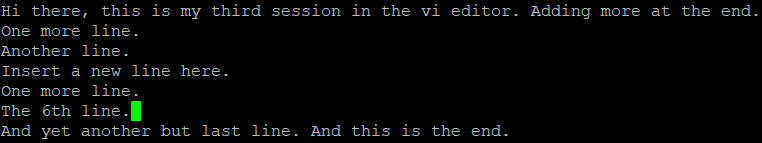 Hi there, this is my third session in the vi editor. Adding more at the end.
One more line.
Another line.
Insert a new line here.
One more line.
The 6th line.
And yet another but last line. And this is the end.